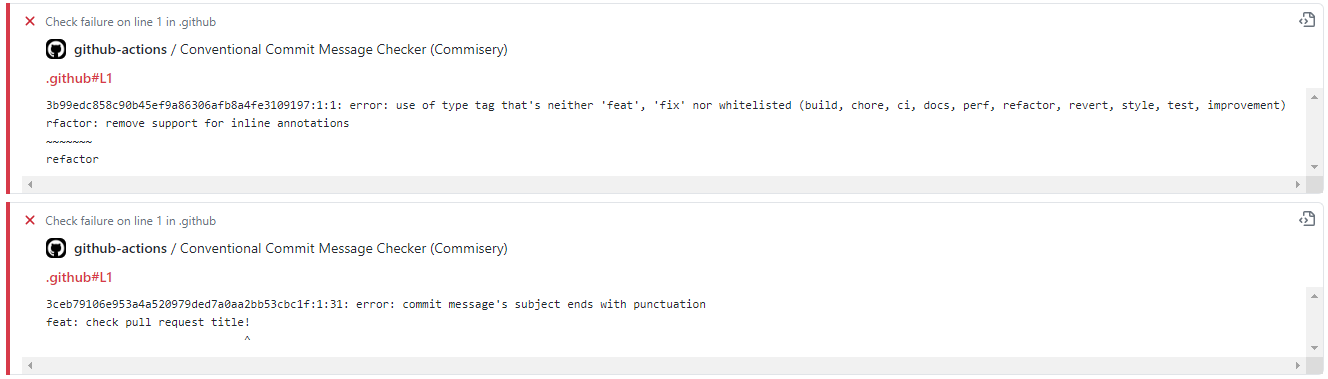 Check failure on line 1 in .github
github-actions / Conventional Commit Message Checker (Commisery)
.github#L1
3b99edc858c90b45ef9a86306afb8a4fe3109197:1:1: error: use of type tag that's neither 'feat', 'fix' nor whitelisted (build, chore, ci, docs, perf, refactor, revert, style, test, improvement)
rfactor: remove support for inline annotations
~~~~~~~
refactor
Check failure on line 1 in .github
github-actions / Conventional Commit Message Checker (Commisery)
.github#L1
3ceb79106e953a4a520979ded7a0aa2bb53cbc1f:1:31: error: commit message's subject ends with punctuation
feat: check pull request title!
^